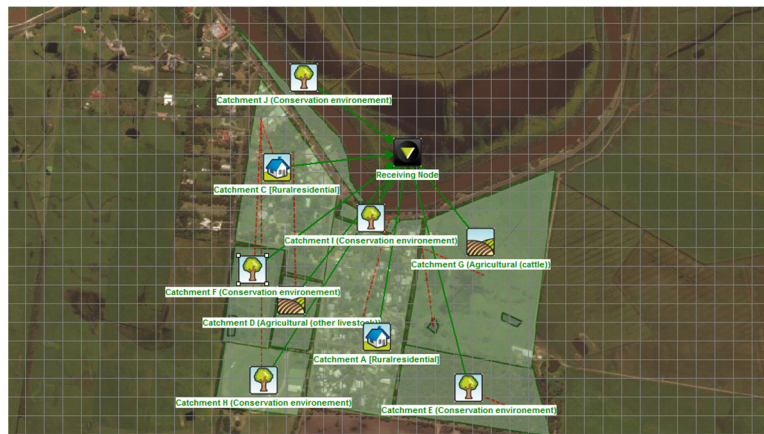 Catchment J (Conservation environement)
Receiving Node
Catchment C [Ruralresidential]
Catchment I (Conservation environement)
Catchment G (Agricultural (cattle))
Catchment F (Conservation environement)
Catchment D (Agricultural (other livestock))
Catchment A [Ruralresidential]
Catchment H (Conservation environement)
Catchment E (Conservation environement)